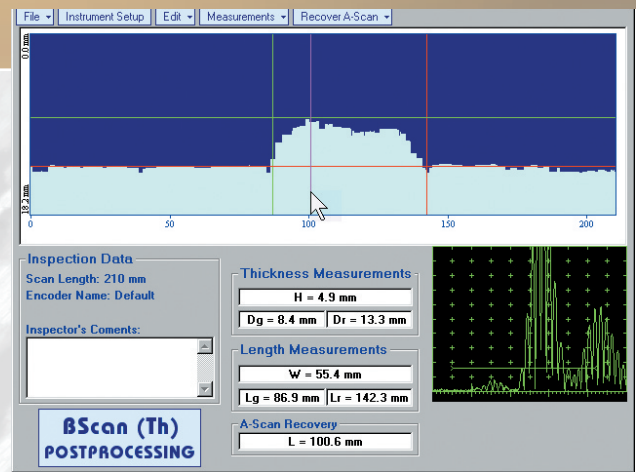 File Instrument Setup Edit Measurements Recover A-Scan
0.0 mm
18.2 mm
0 50 100 150 200
Inspection Data
Scan Length: 210 mm
Encoder Name: Default
Inspector's Coments:
BScan (Th)
POSTPROCESSING
Thickness Measurements
H = 4.9 mm
Dg = 8.4 mm Dr = 13.3 mm
Length Measurements
W = 55.4 mm
Lg = 86.9 mm Lr = 142.3 mm
A-Scan Recovery
L = 100.6 mm